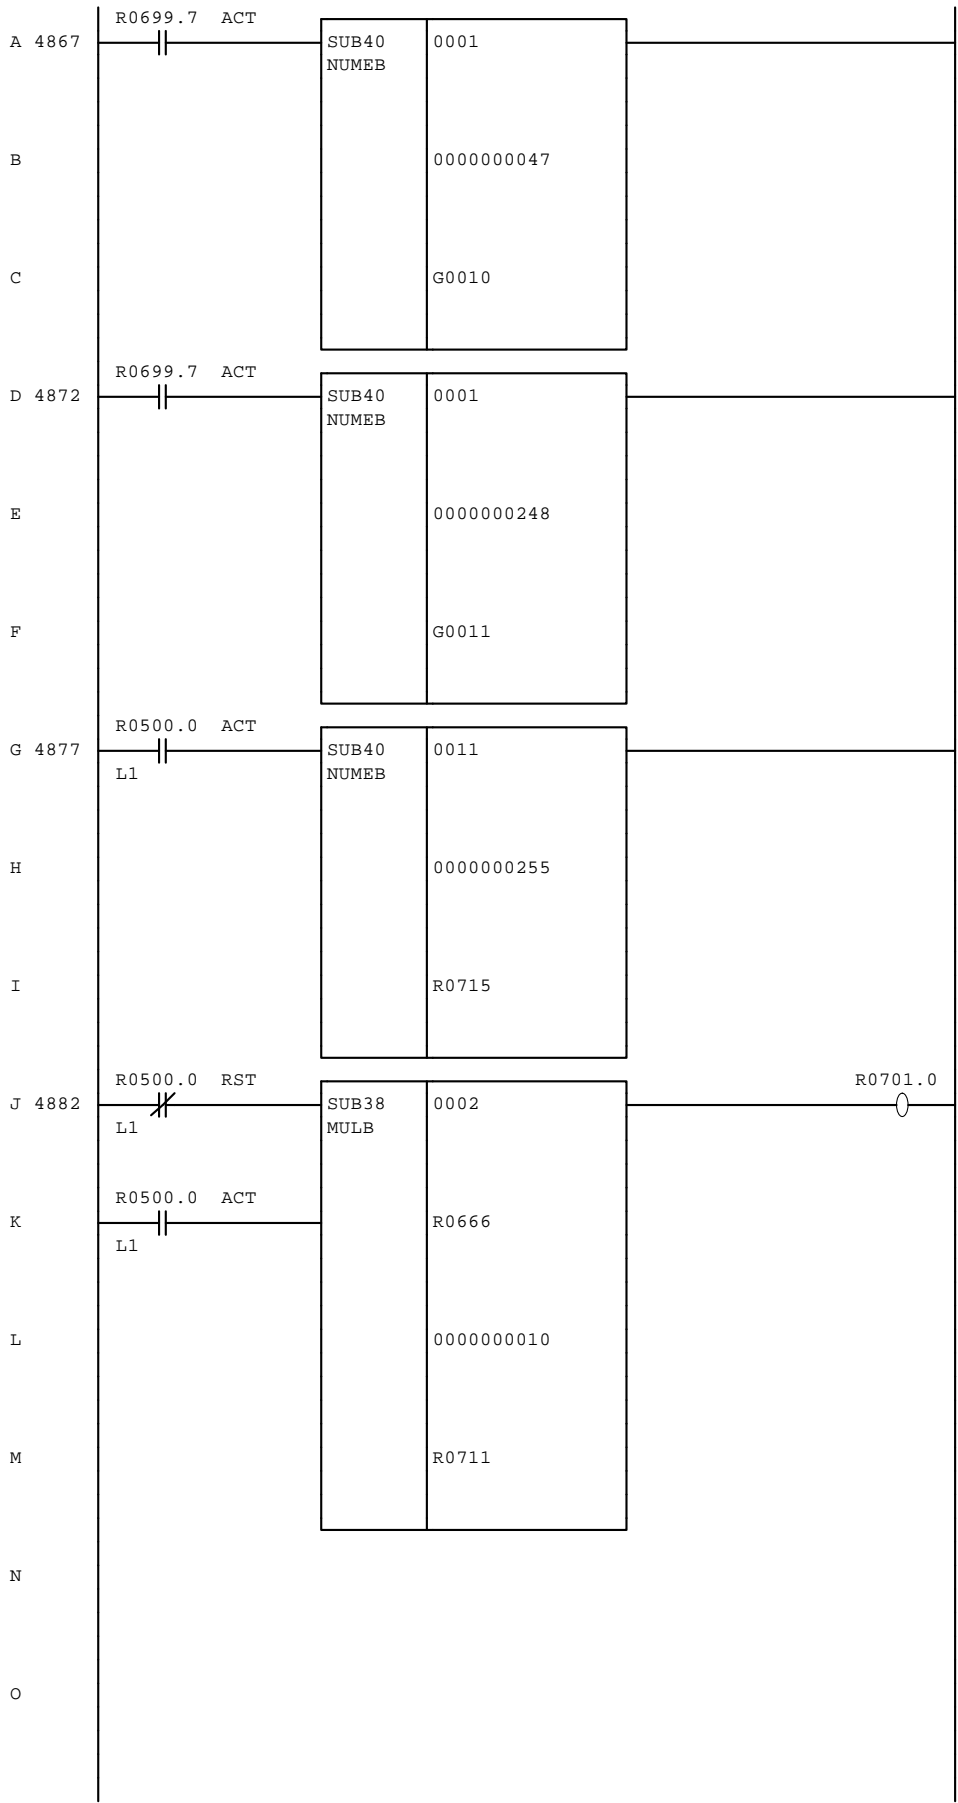 R0699.7 ACT
A 4867 SUB40 0001
NUMEB
B 0000000047
C G0010
R0699.7 ACT
D 4872 SUB40 0001
NUMEB
E 0000000248
F G0011
R0500.0 ACT
G 4877 SUB40 0011
L1 NUMEB
H 0000000255
I R0715
R0500.0 RST R0701.0
J 4882 SUB38 0002
L1 MULB
R0500.0 ACT
K R0666
L1
L 0000000010
M R0711
N
O